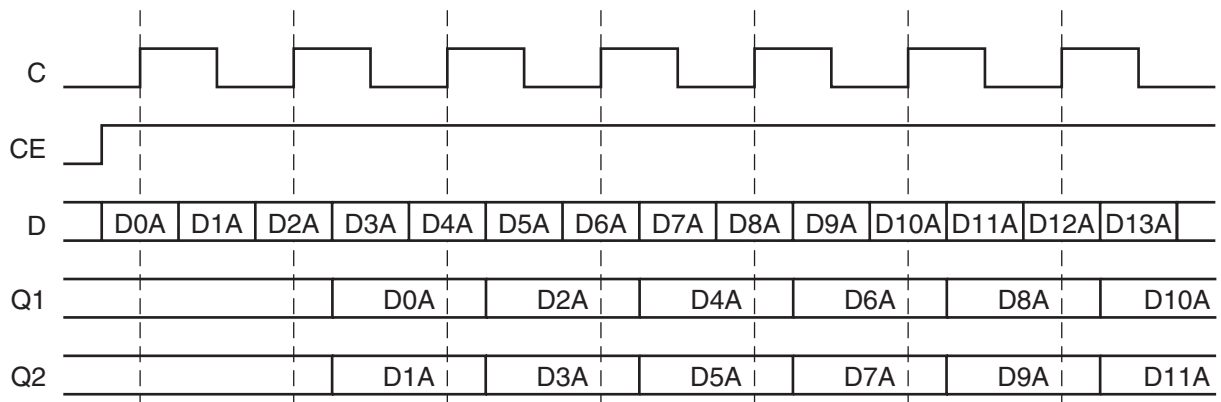 C
CE
D D0A D1A D2A D3A D4A D5A D6A D7A D8A D9A D10A D11A D12A D13A
Q1 D0A D2A D4A D6A D8A D10A
Q2 D1A D3A D5A D7A D9A D11A